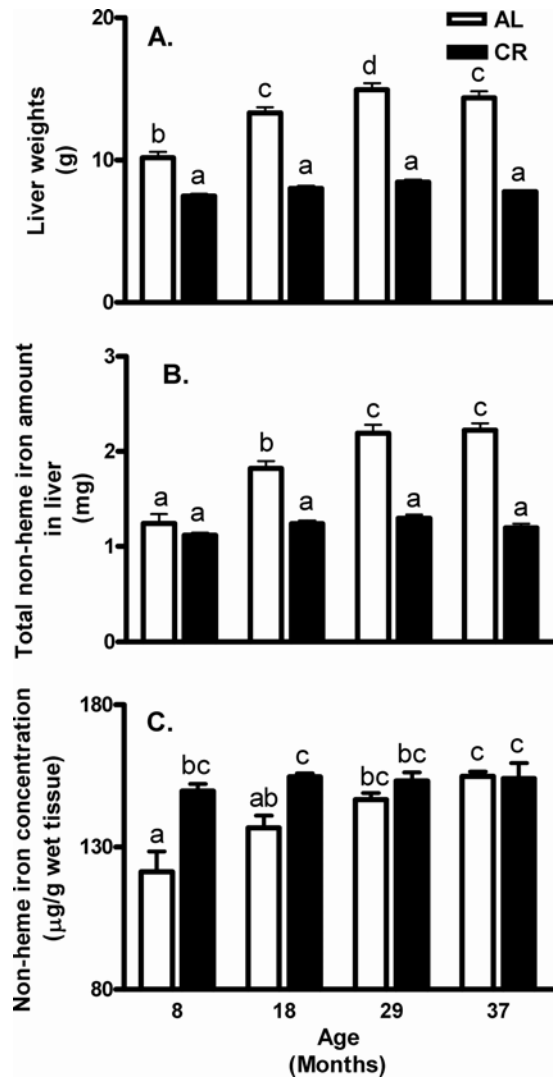 20
A.
AL
CR
d
c
c
b
a
a
a
a
10
0
Liver weights
(g)
3
B.
c
c
b
a
a
a
a
a
2
1
0
Total non-heme iron amount
in liver
(mg)
180
C.
bc
c
bc
bc
c
c
ab
a
130
80
Non-heme iron concentration
(µg/g wet tissue)
8
18
29
37
Age
(Months)